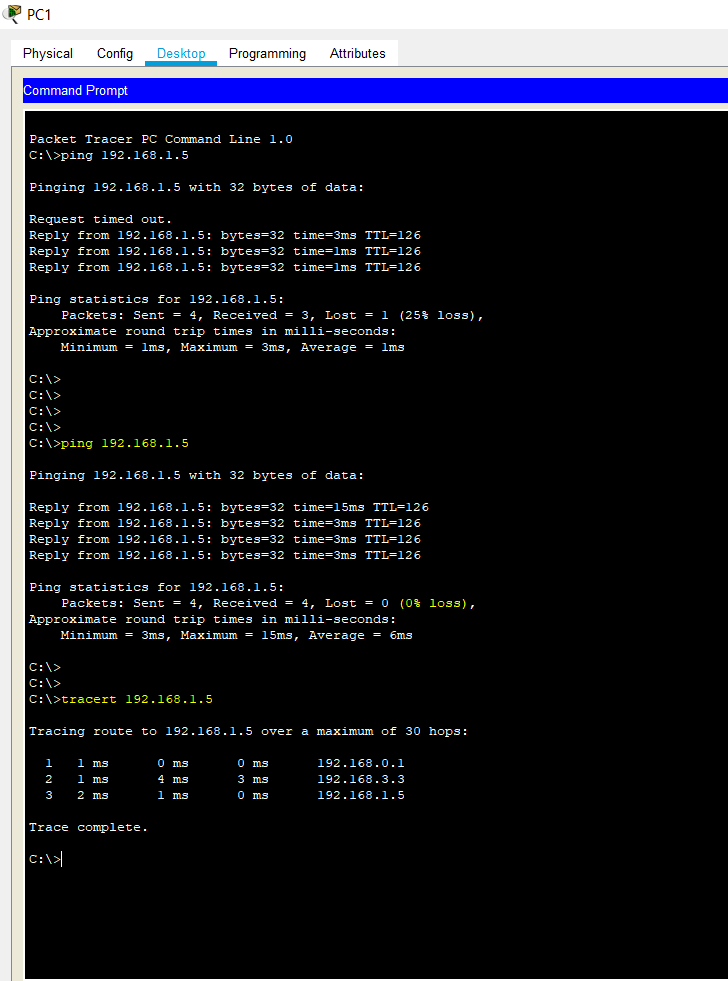 PC1
Physical Config Desktop Programming Attributes
Command Prompt
Packet Tracer PC Command Line 1.0
C:\>ping 192.168.1.5
Pinging 192.168.1.5 with 32 bytes of data:
Request timed out.
Reply from 192.168.1.5: bytes=32 time=3ms TTL=126
Reply from 192.168.1.5: bytes=32 time=1ms TTL=126
Reply from 192.168.1.5: bytes=32 time=1ms TTL=126
Ping statistics for 192.168.1.5:
Packets: Sent = 4, Received = 3, Lost = 1 (25% loss),
Approximate round trip times in milli-seconds:
Minimum = 1ms, Maximum = 3ms, Average = 1ms
C:\>
C:\>
C:\>
C:\>
C:\>ping 192.168.1.5
Pinging 192.168.1.5 with 32 bytes of data:
Reply from 192.168.1.5: bytes=32 time=15ms TTL=126
Reply from 192.168.1.5: bytes=32 time=3ms TTL=126
Reply from 192.168.1.5: bytes=32 time=3ms TTL=126
Reply from 192.168.1.5: bytes=32 time=3ms TTL=126
Ping statistics for 192.168.1.5:
Packets: Sent = 4, Received = 4, Lost = 0 (0% loss),
Approximate round trip times in milli-seconds:
Minimum = 3ms, Maximum = 15ms, Average = 6ms
C:\>
C:\>
C:\>tracert 192.168.1.5
Tracing route to 192.168.1.5 over a maximum of 30 hops:
1 1 ms 0 ms 0 ms 192.168.0.1
2 1 ms 4 ms 3 ms 192.168.3.3
3 2 ms 1 ms 0 ms 192.168.1.5
Trace complete.
C:\>